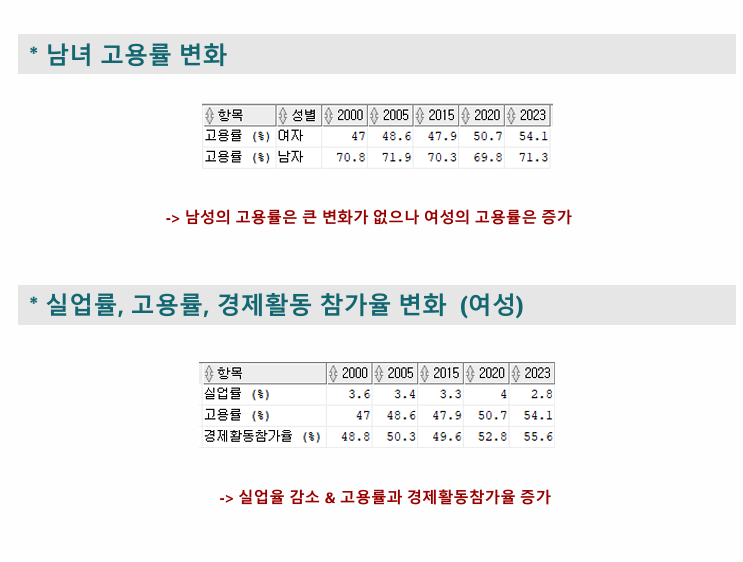 * 남녀 고용률 변화
항목 성별 2000 2005 2015 2020 2023
고용률 (%) 여자 47 48.6 47.9 50.7 54.1
고용률 (%) 남자 70.8 71.9 70.3 69.8 71.3
-> 남성의 고용률은 큰 변화가 없으나 여성의 고용률은 증가
* 실업률, 고용률, 경제활동 참가율 변화 (여성)
항목 2000 2005 2015 2020 2023
실업률 (%) 3.6 3.4 3.3 4 2.8
고용률 (%) 47 48.6 47.9 50.7 54.1
경제활동참가율 (%) 48.8 50.3 49.6 52.8 55.6
-> 실업율 감소 & 고용률과 경제활동참가율 증가